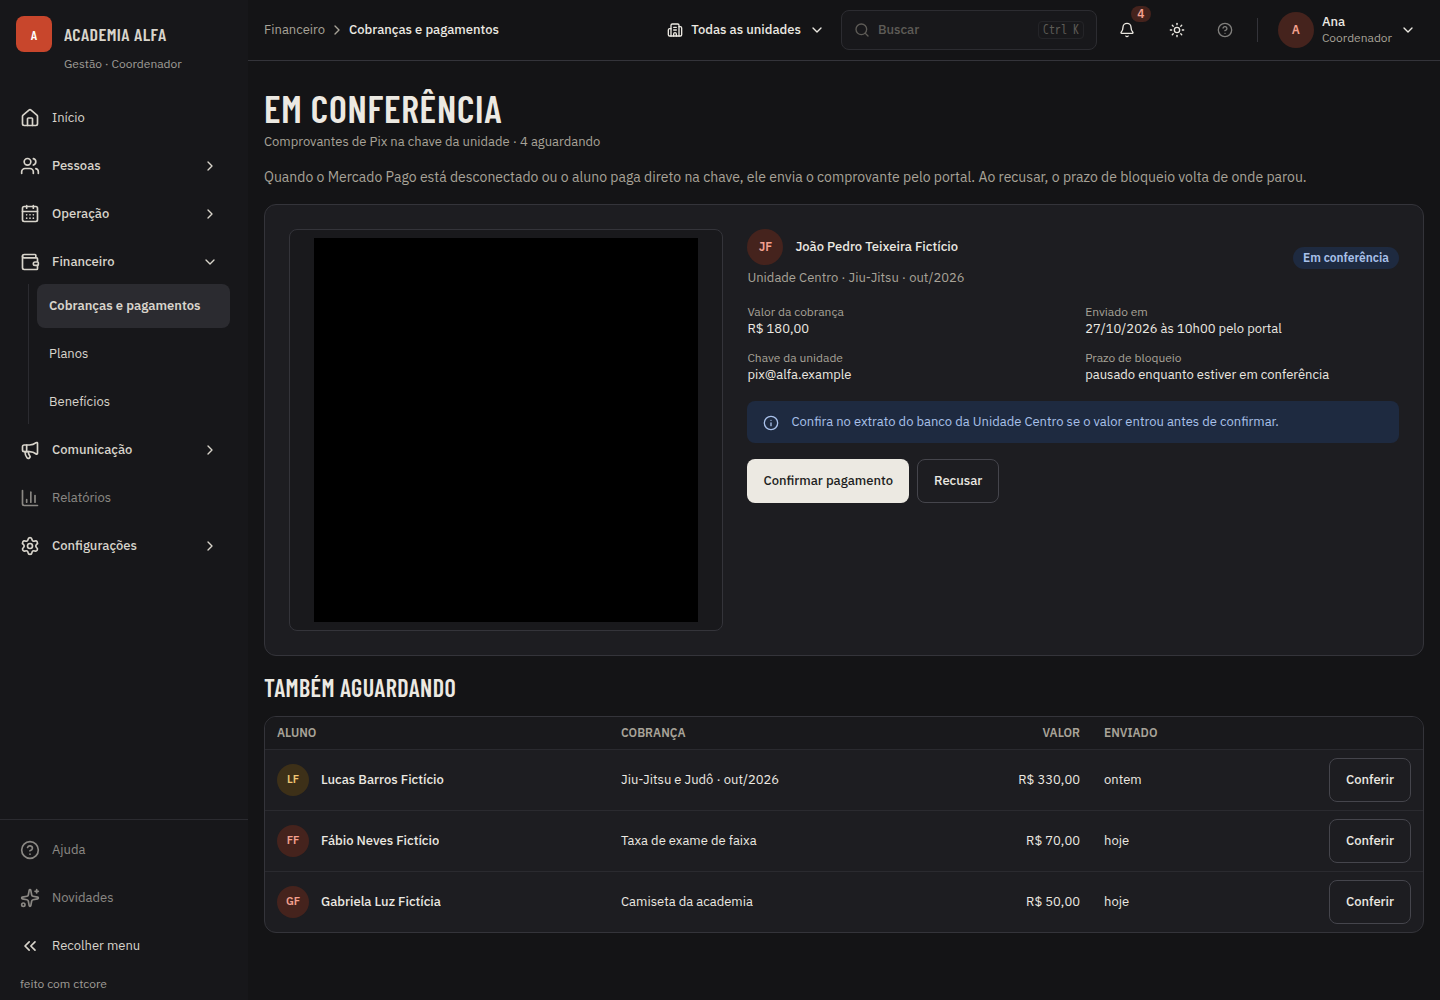 A
ACADEMIA ALFA
Gestão · Coordenador
Início
Pessoas
Operação
Financeiro
Cobranças e pagamentos
Planos
Benefícios
Comunicação
Relatórios
Configurações
Ajuda
Novidades
Recolher menu
feito com ctcore
Financeiro
Cobranças e pagamentos
Todas as unidades
Buscar
Ctrl K
4
A
Ana
Coordenador
EM CONFERÊNCIA
Comprovantes de Pix na chave da unidade · 4 aguardando
Quando o Mercado Pago está desconectado ou o aluno paga direto na chave, ele envia o comprovante pelo portal. Ao recusar, o prazo de bloqueio volta de onde parou.
JF
João Pedro Teixeira Fictício
Unidade Centro · Jiu-Jitsu · out/2026
Em conferência
Valor da cobrança
R$ 180,00
Enviado em
27/10/2026 às 10h00 pelo portal
Chave da unidade
pix@alfa.example
Prazo de bloqueio
pausado enquanto estiver em conferência
Confira no extrato do banco da Unidade Centro se o valor entrou antes de confirmar.
Confirmar pagamento
Recusar
TAMBÉM AGUARDANDO
ALUNO COBRANÇA VALOR ENVIADO
LF Lucas Barros Fictício Jiu-Jitsu e Judô · out/2026 R$ 330,00 ontem Conferir
FF Fábio Neves Fictício Taxa de exame de faixa R$ 70,00 hoje Conferir
GF Gabriela Luz Fictícia Camiseta da academia R$ 50,00 hoje Conferir